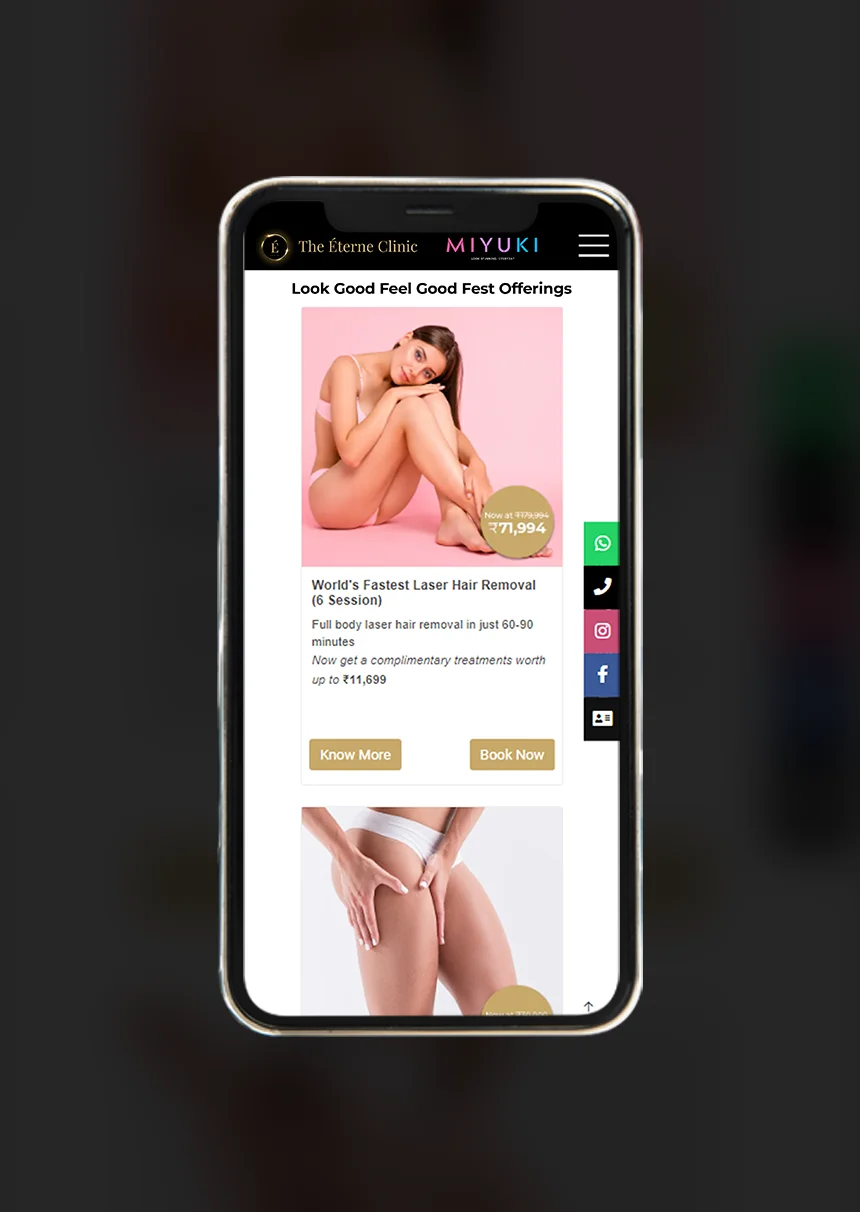 É The Éterne Clinic MIYUKI
Look Good Feel Good Fest Offerings
Now at ₹179,994
₹71,994
World's Fastest Laser Hair Removal
(6 Session)
Full body laser hair removal in just 60-90
minutes
Now get a complimentary treatments worth
up to ₹11,699
Know More Book Now
Now at